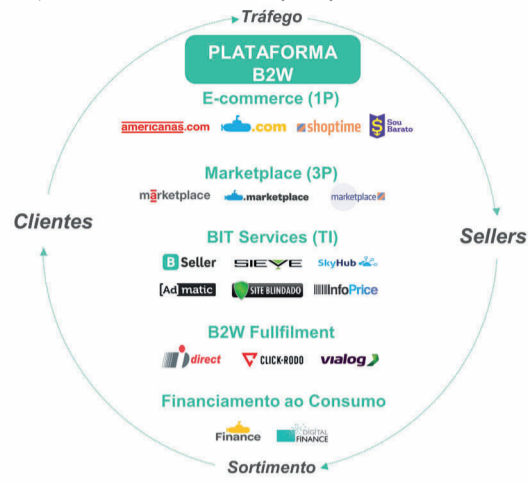 Tráfego
PLATAFORMA
B2W
E-commerce (1P)
americanas.com .com shoptime Sou
Barato
Marketplace (3P)
marketplace .marketplace marketplace
Clientes
Sellers
BIT Services (TI)
B Seller SIEVE SkyHub
[Ad]matic SITE BLINDADO InfoPrice
B2W Fullfilment
direct CLICK-RODO vialog
Financiamento ao Consumo
Finance DIGITAL
FINANCE
Sortimento